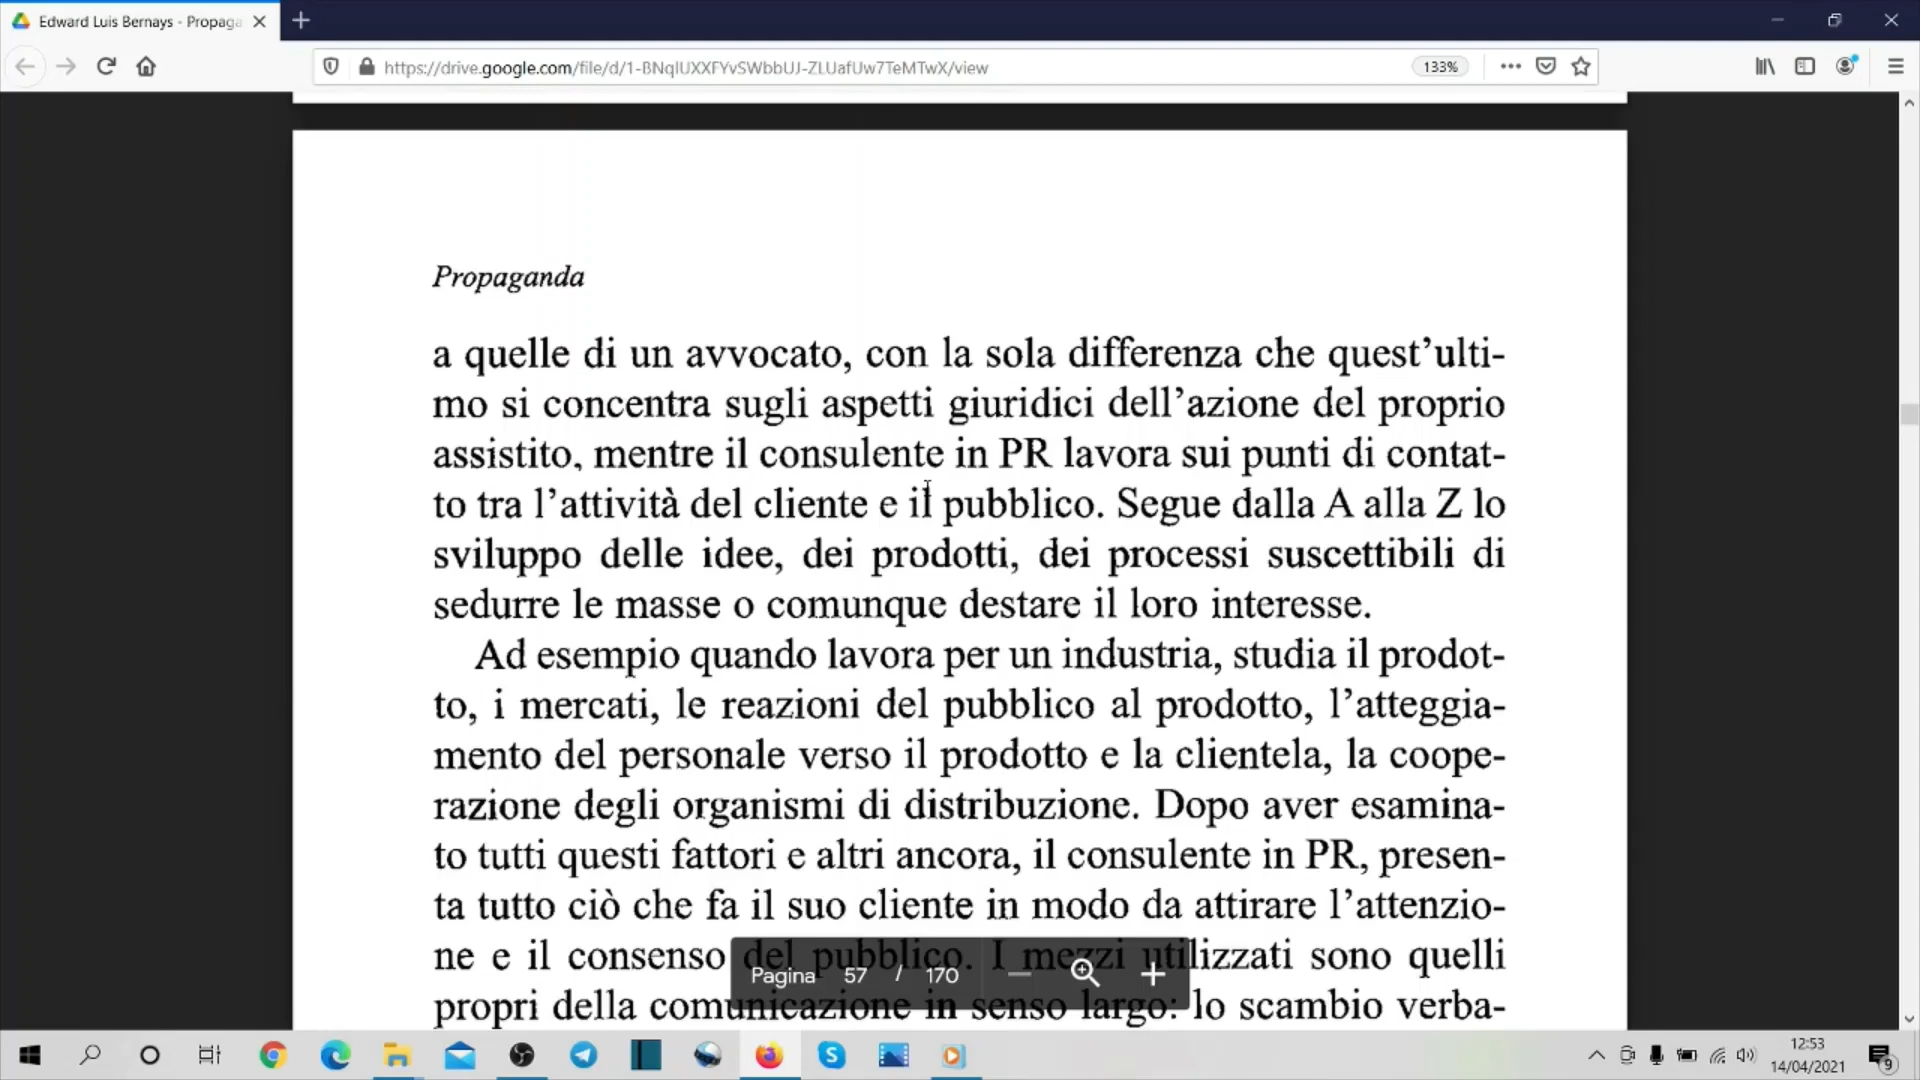 Edward Luis Bernays - Propaga
https://drive.google.com/file/d/1-BNqlUXXFYvSWbbUJ-ZLUafUw7TeMTwX/view
133%
Propaganda
a quelle di un avvocato, con la sola differenza che quest’ulti-
mo si concentra sugli aspetti giuridici dell’azione del proprio
assistito, mentre il consulente in PR lavora sui punti di contat-
to tra l’attività del cliente e il pubblico. Segue dalla A alla Z lo
sviluppo delle idee, dei prodotti, dei processi suscettibili di
sedurre le masse o comunque destare il loro interesse.
Ad esempio quando lavora per un industria, studia il prodot-
to, i mercati, le reazioni del pubblico al prodotto, l’atteggia-
mento del personale verso il prodotto e la clientela, la coope-
razione degli organismi di distribuzione. Dopo aver esamina-
to tutti questi fattori e altri ancora, il consulente in PR, presen-
ta tutto ciò che fa il suo cliente in modo da attirare l’attenzio-
ne e il consenso del pubblico. I mezzi utilizzati sono quelli
Pagina 57 / 170
propri della comunicazione in senso largo: lo scambio verba-
12:53
14/04/2021
9